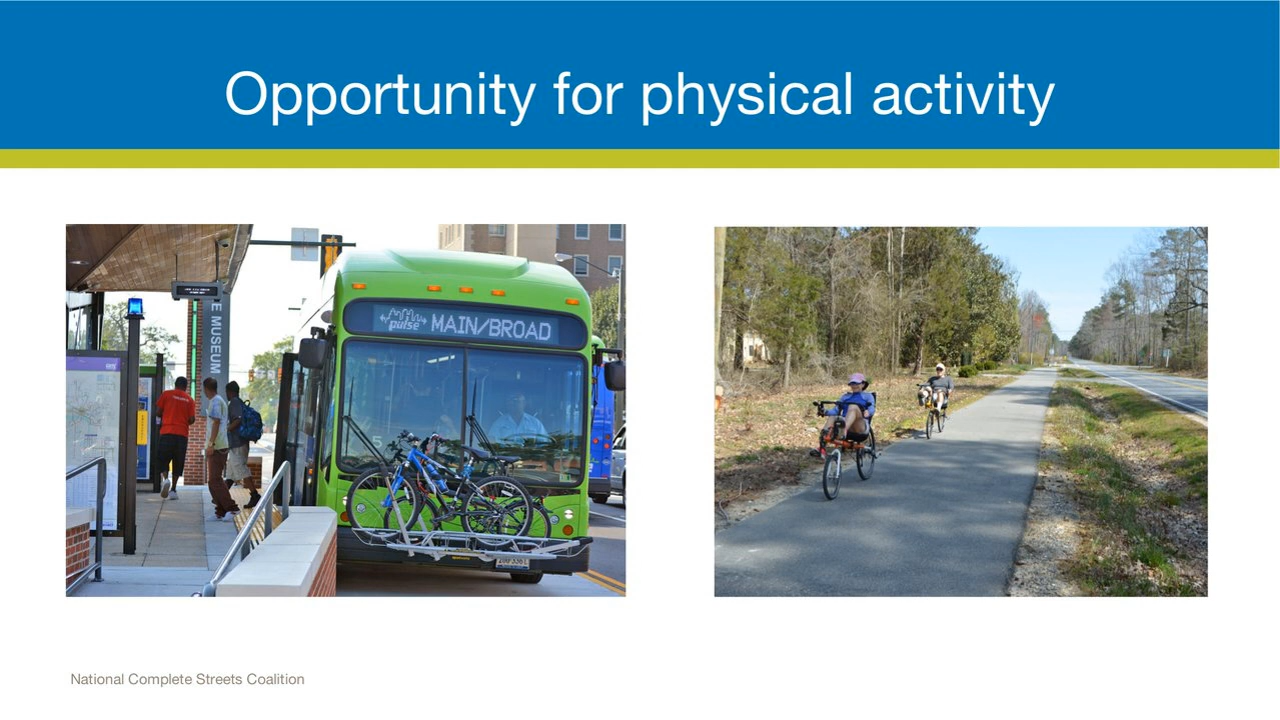 Opportunity for physical activity
E MUSEUM
pulse MAIN/BROAD
National Complete Streets Coalition